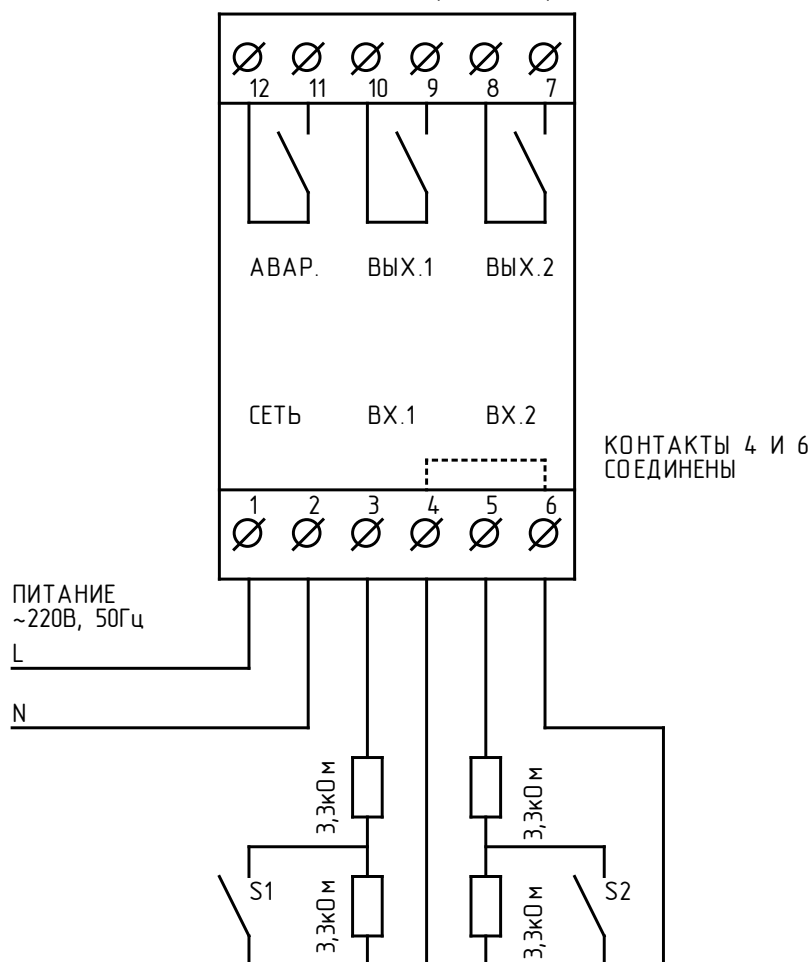 12 11 10 9 8 7
АВАР. ВЫХ.1 ВЫХ.2
СЕТЬ ВХ.1 ВХ.2
КОНТАКТЫ 4 И 6
СОЕДИНЕНЫ
1 2 3 4 5 6
ПИТАНИЕ
~220В, 50Гц
L
N
3,3кОм 3,3кОм
S1 S2
3,3кОм 3,3кОм